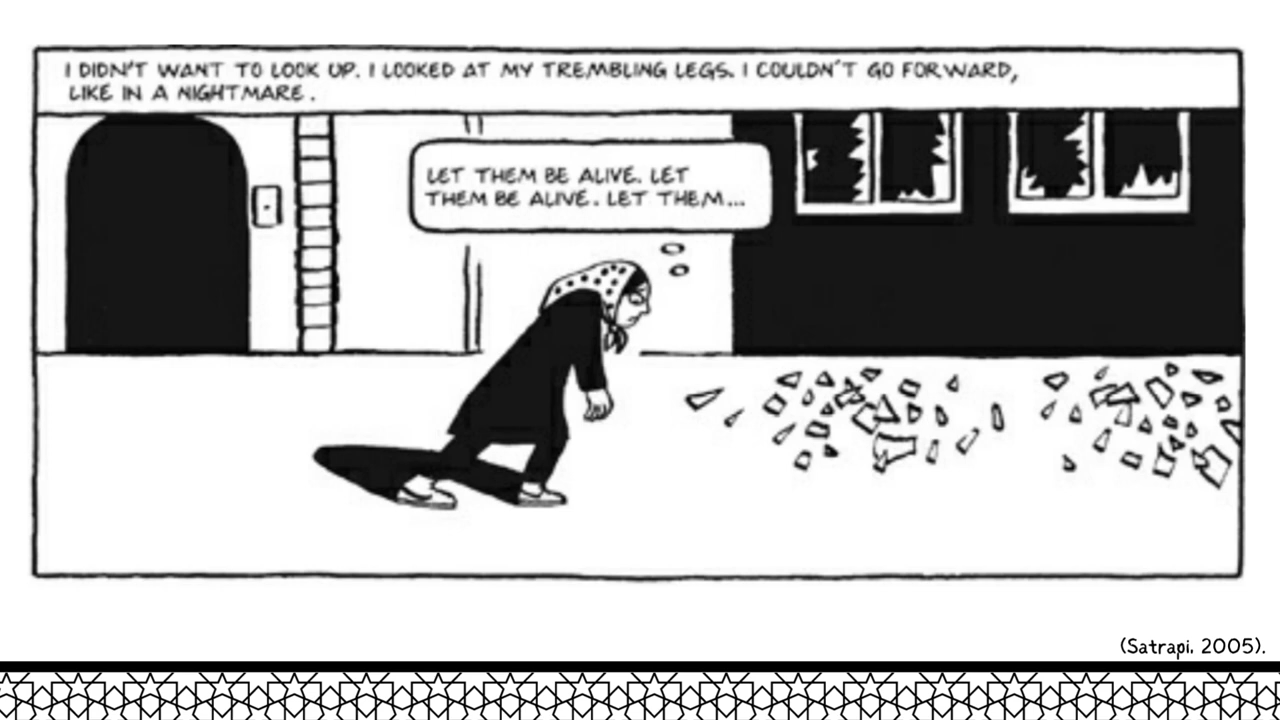 I DIDN'T WANT TO LOOK UP. I LOOKED AT MY TREMBLING LEGS. I COULDN'T GO FORWARD,
LIKE IN A NIGHTMARE.
LET THEM BE ALIVE. LET
THEM BE ALIVE. LET THEM...
(Satrapi, 2005).